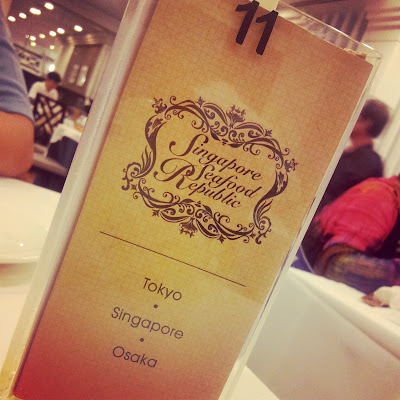 11
Singapore
Seafood
Republic
Tokyo
•
Singapore
•
Osaka